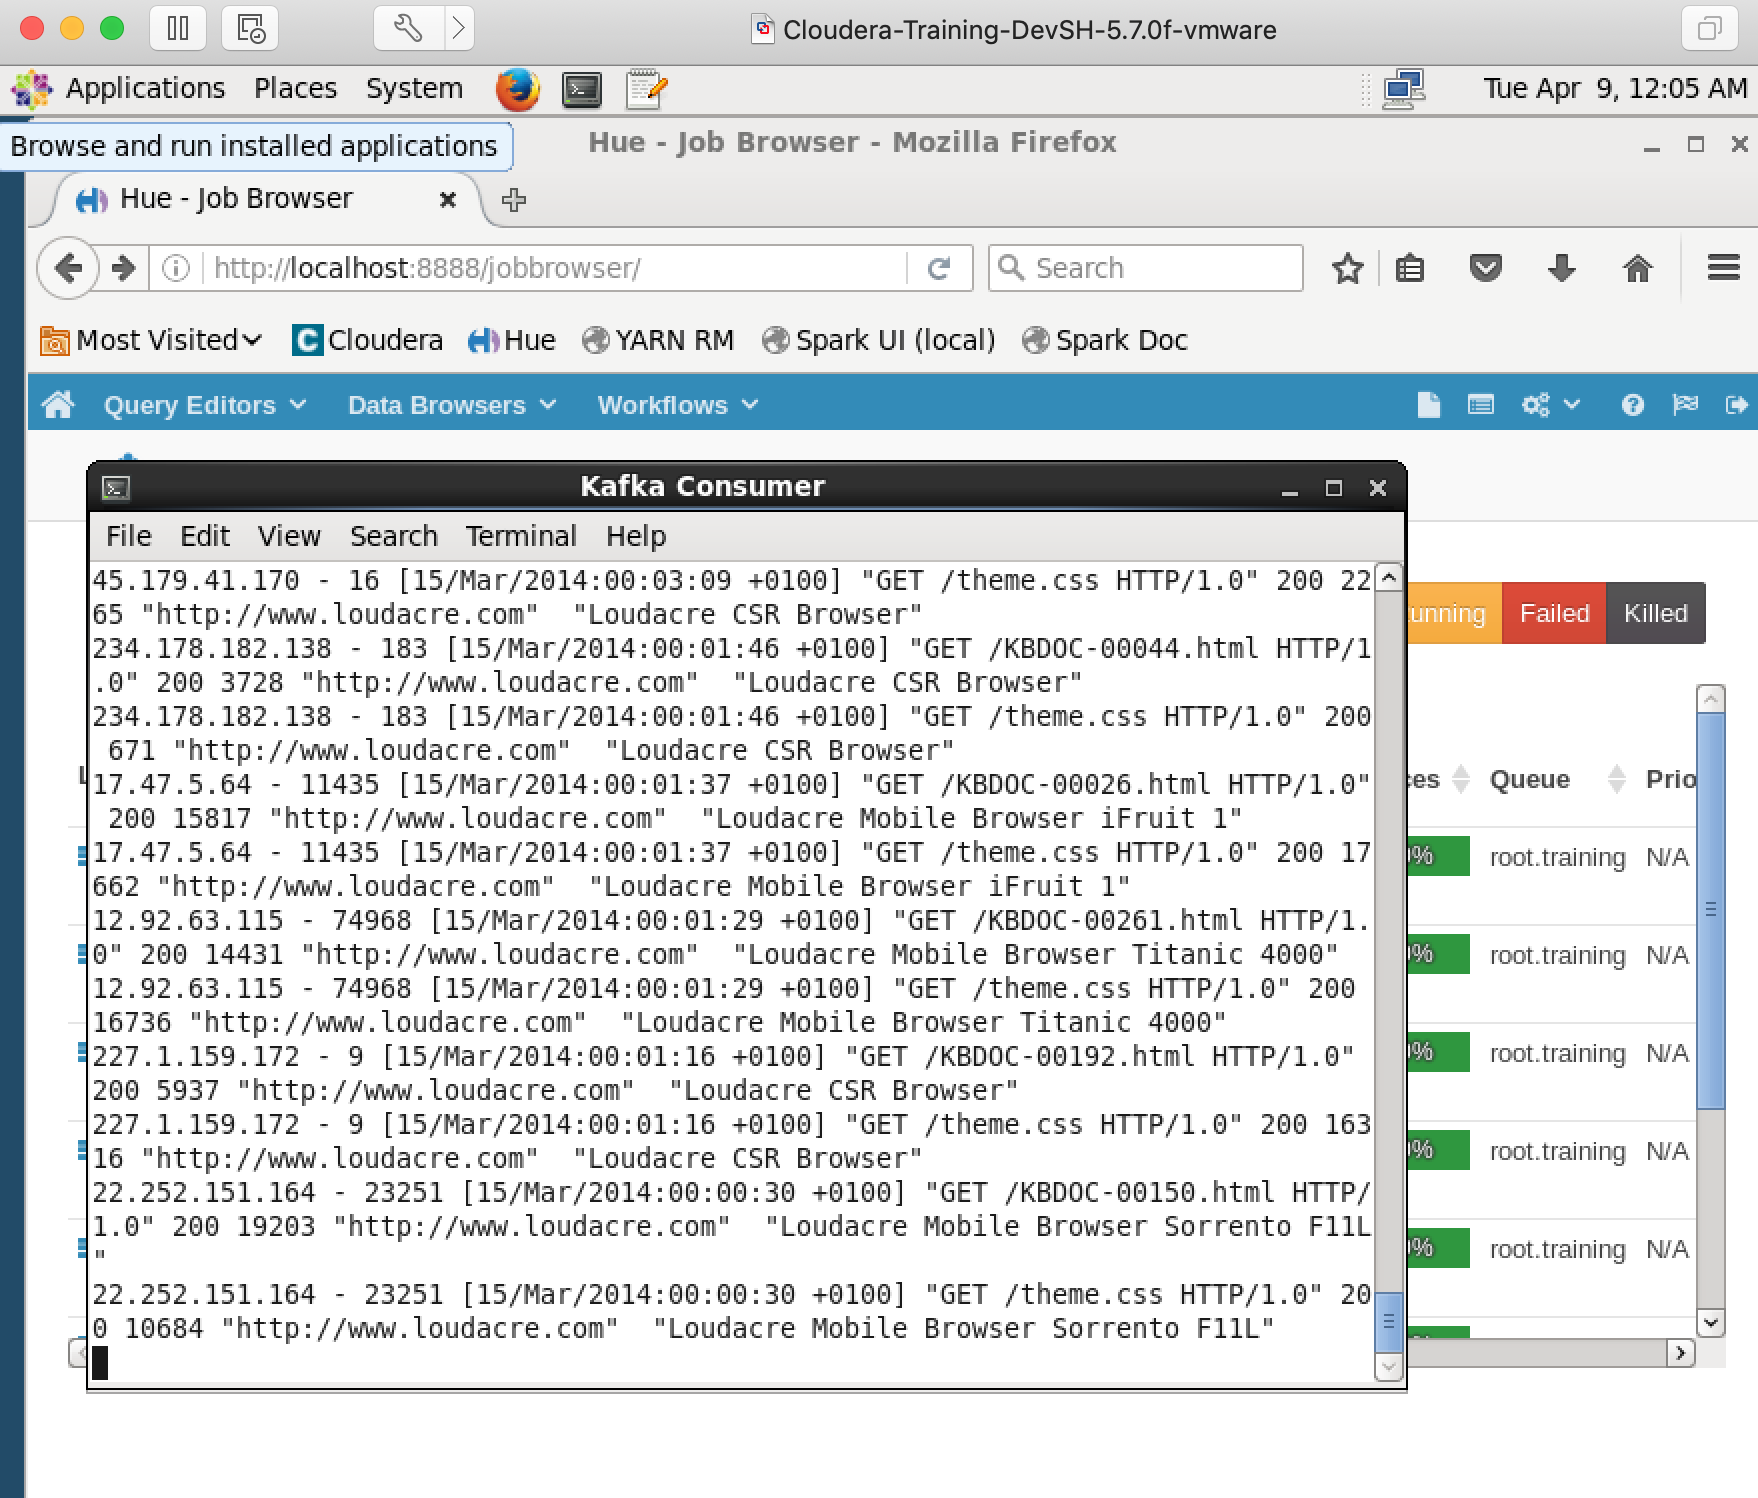 Cloudera-Training-DevSH-5.7.0f-vmware
Applications Places System Tue Apr 9, 12:05 AM
Browse and run installed applications
Hue - Job Browser - Mozilla Firefox
Hue - Job Browser
http://localhost:8888/jobbrowser/ Search
Most Visited Cloudera Hue YARN RM Spark UI (local) Spark Doc
Query Editors Data Browsers Workflows
Kafka Consumer
File Edit View Search Terminal Help
45.179.41.170 - 16 [15/Mar/2014:00:03:09 +0100] "GET /theme.css HTTP/1.0" 200 22
65 "http://www.loudacre.com"  "Loudacre CSR Browser"
234.178.182.138 - 183 [15/Mar/2014:00:01:46 +0100] "GET /KBDOC-00044.html HTTP/1
.0" 200 3728 "http://www.loudacre.com"  "Loudacre CSR Browser"
234.178.182.138 - 183 [15/Mar/2014:00:01:46 +0100] "GET /theme.css HTTP/1.0" 200
 671 "http://www.loudacre.com"  "Loudacre CSR Browser"
17.47.5.64 - 11435 [15/Mar/2014:00:01:37 +0100] "GET /KBDOC-00026.html HTTP/1.0"
 200 15817 "http://www.loudacre.com"  "Loudacre Mobile Browser iFruit 1"
17.47.5.64 - 11435 [15/Mar/2014:00:01:37 +0100] "GET /theme.css HTTP/1.0" 200 17
662 "http://www.loudacre.com"  "Loudacre Mobile Browser iFruit 1"
12.92.63.115 - 74968 [15/Mar/2014:00:01:29 +0100] "GET /KBDOC-00261.html HTTP/1.
0" 200 14431 "http://www.loudacre.com"  "Loudacre Mobile Browser Titanic 4000"
12.92.63.115 - 74968 [15/Mar/2014:00:01:29 +0100] "GET /theme.css HTTP/1.0" 200
16736 "http://www.loudacre.com"  "Loudacre Mobile Browser Titanic 4000"
227.1.159.172 - 9 [15/Mar/2014:00:01:16 +0100] "GET /KBDOC-00192.html HTTP/1.0"
200 5937 "http://www.loudacre.com"  "Loudacre CSR Browser"
227.1.159.172 - 9 [15/Mar/2014:00:01:16 +0100] "GET /theme.css HTTP/1.0" 200 163
16 "http://www.loudacre.com"  "Loudacre CSR Browser"
22.252.151.164 - 23251 [15/Mar/2014:00:00:30 +0100] "GET /KBDOC-00150.html HTTP/
1.0" 200 19203 "http://www.loudacre.com"  "Loudacre Mobile Browser Sorrento F11L
"
22.252.151.164 - 23251 [15/Mar/2014:00:00:30 +0100] "GET /theme.css HTTP/1.0" 20
0 10684 "http://www.loudacre.com"  "Loudacre Mobile Browser Sorrento F11L"
unning Failed Killed
ces Queue Prio
% root.training N/A
% root.training N/A
% root.training N/A
% root.training N/A
% root.training N/A